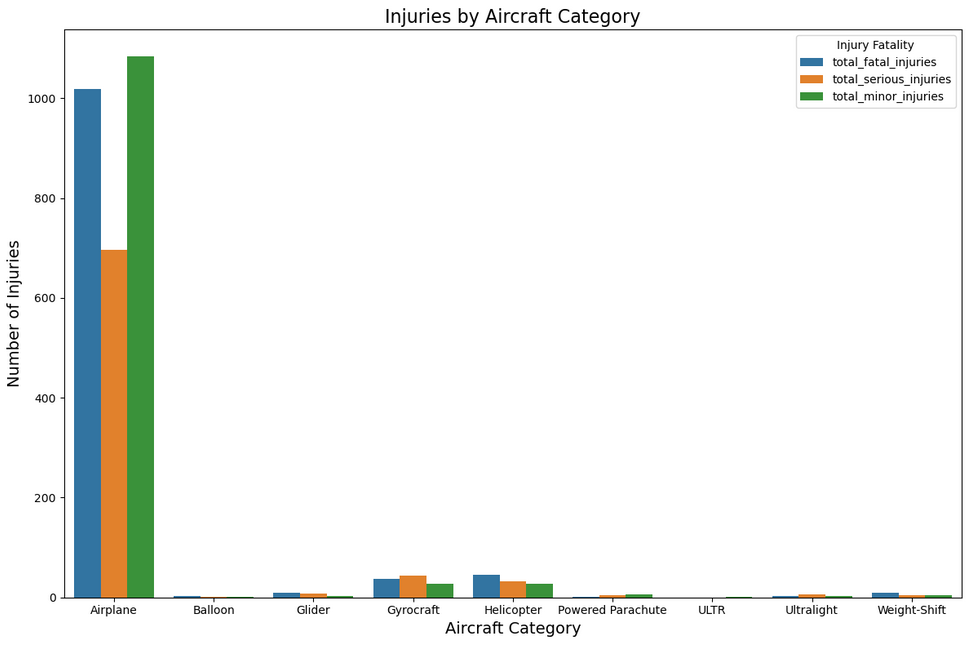 Injuries by Aircraft Category
Injury Fatality
total_fatal_injuries
total_serious_injuries
total_minor_injuries
Number of Injuries
1000
800
600
400
200
0
Airplane Balloon Glider Gyrocraft Helicopter Powered Parachute ULTR Ultralight Weight-Shift
Aircraft Category